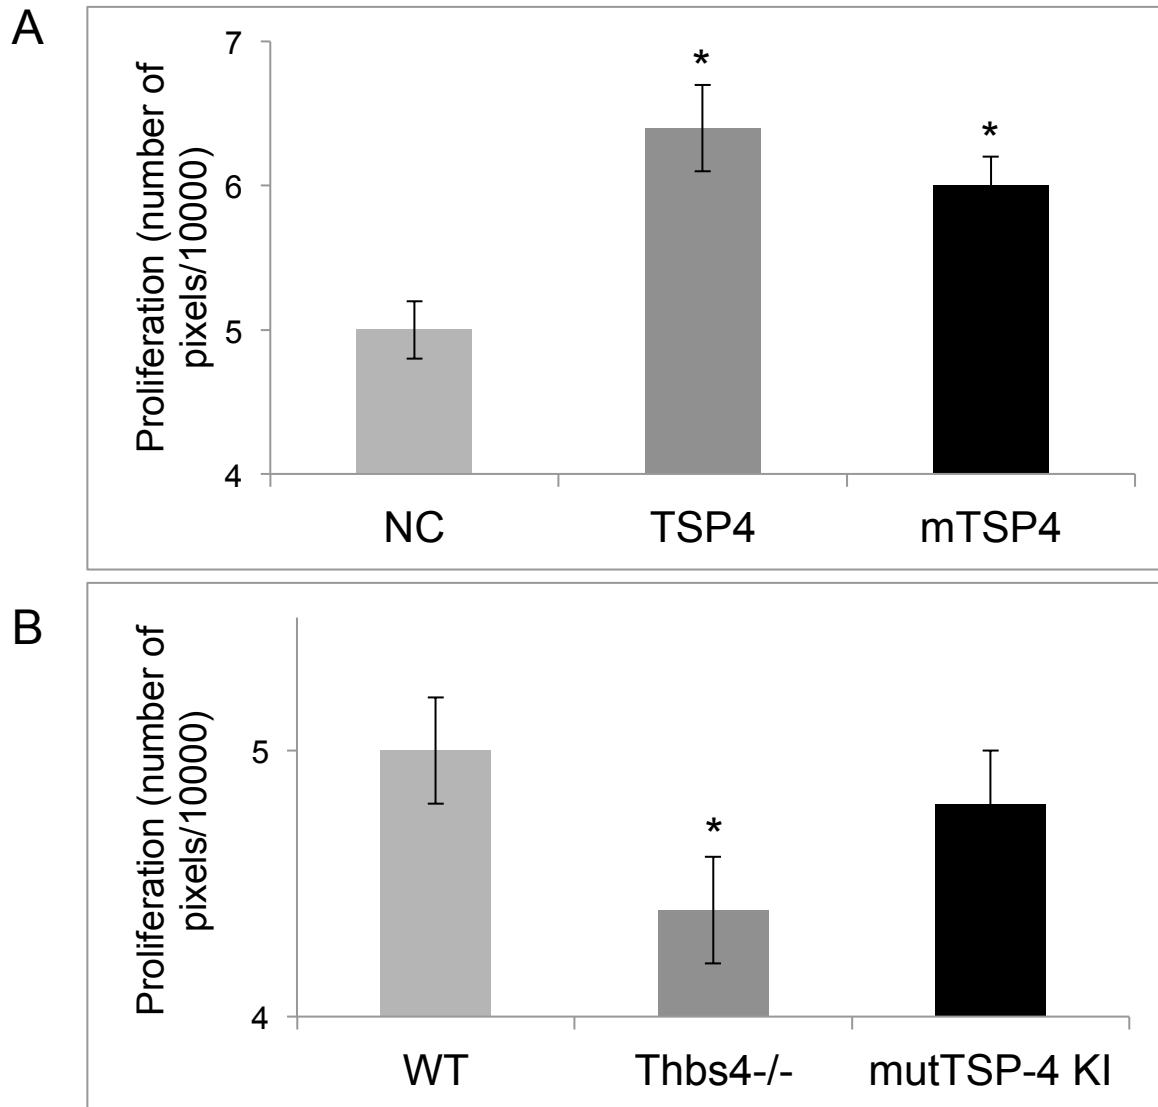 A
Proliferation (number of
pixels/10000)
7
6
5
4
*
*
NC
TSP4
mTSP4
B
Proliferation (number of
pixels/10000)
5
4
*
WT
Thbs4-/-
mutTSP-4 KI